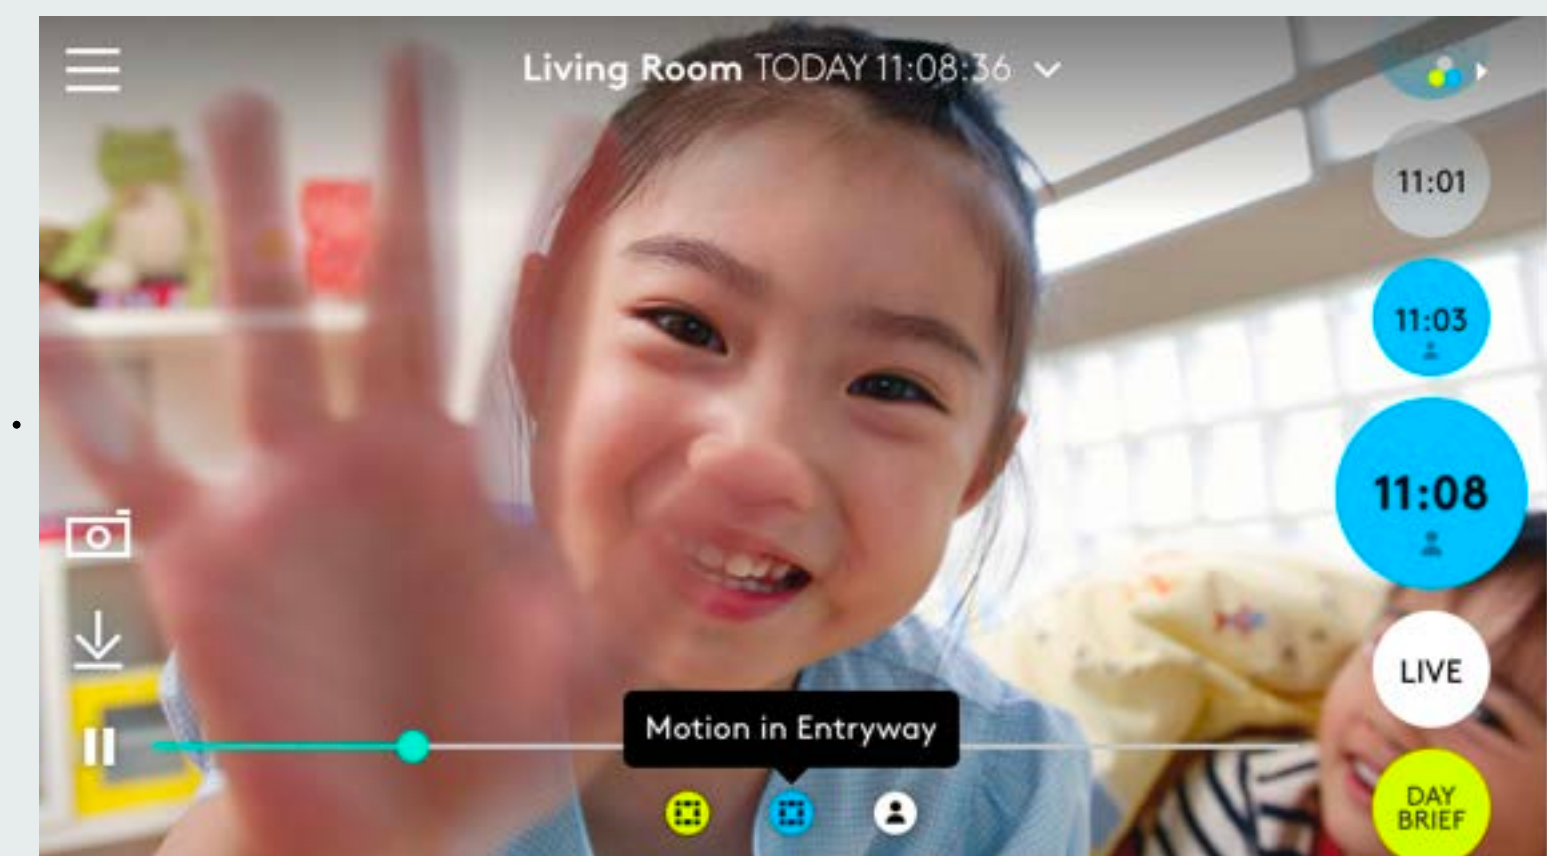 Living Room TODAY 11:08:36
11:01
11:03
11:08
LIVE
Motion in Entryway
DAY
BRIEF